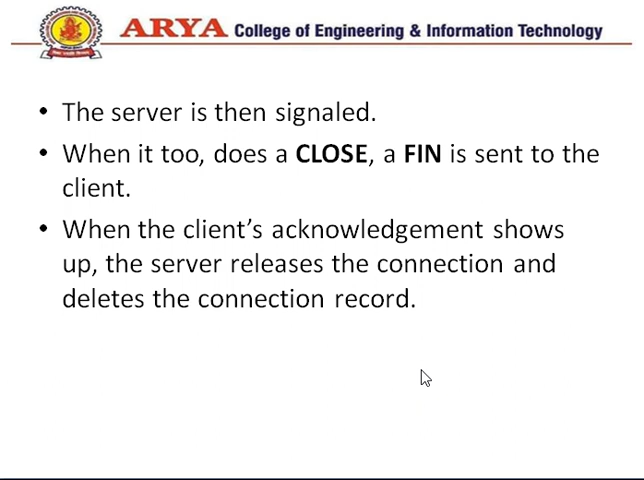 ARYA College of Engineering & Information Technology
• The server is then signaled.
• When it too, does a CLOSE, a FIN is sent to the
client.
• When the client's acknowledgement shows
up, the server releases the connection and
deletes the connection record.